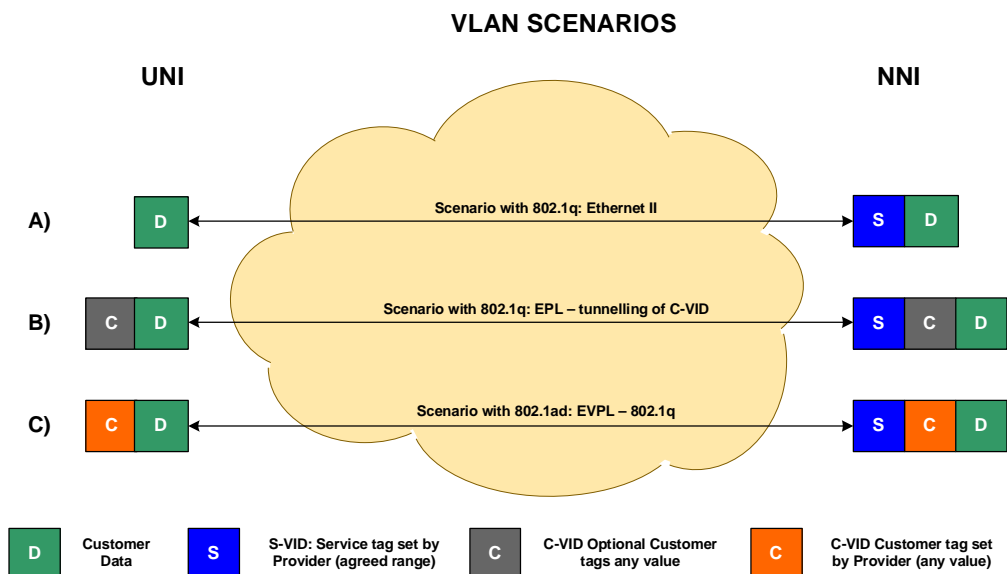 VLAN SCENARIOS
UNI
NNI
A)
D
Scenario with 802.1q: Ethernet II
S
D
B)
C
D
Scenario with 802.1q: EPL – tunnelling of C-VID
S
C
D
C)
C
D
Scenario with 802.1ad: EVPL – 802.1q
S
C
D
D
Customer
Data
S
S-VID: Service tag set by
Provider (agreed range)
C
C-VID Optional Customer
tags any value
C
C-VID Customer tag set
by Provider (any value)